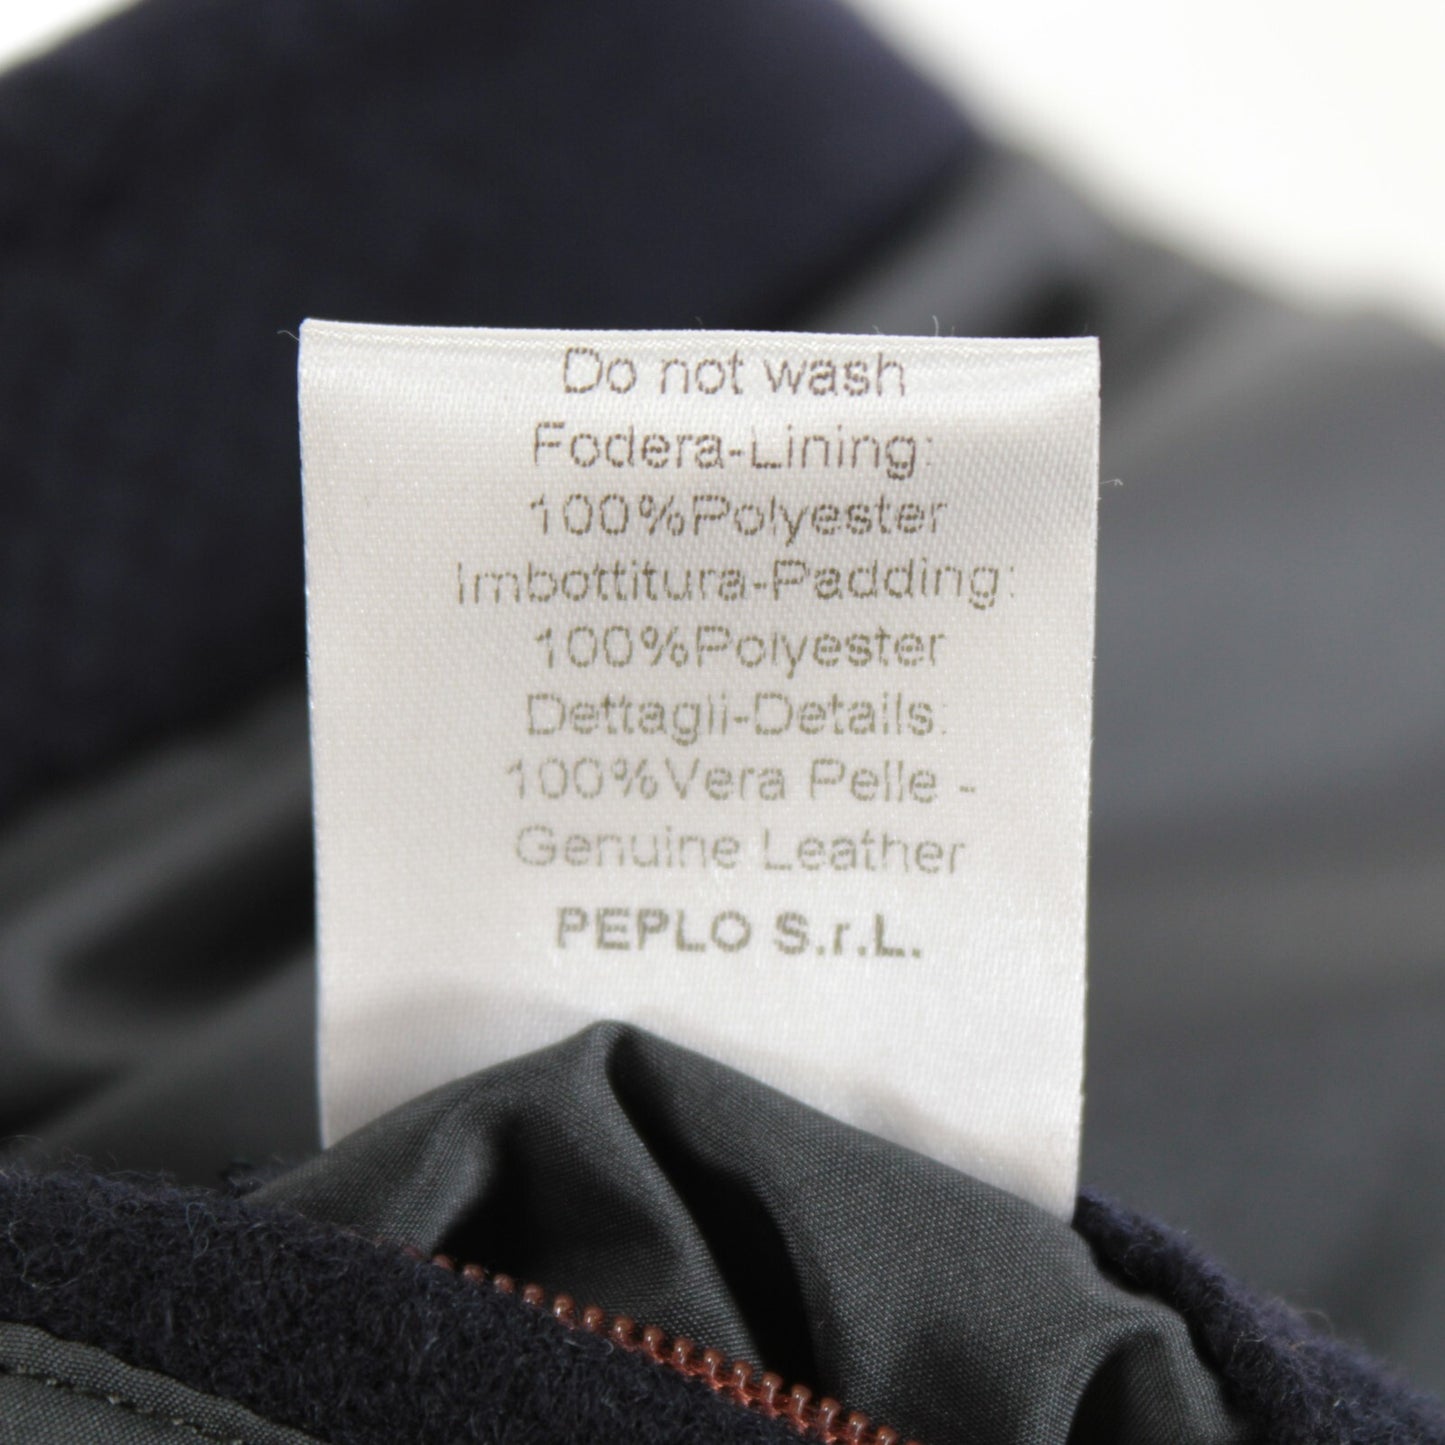 Do not wash
Fodera-Lining:
100%Polyester
Imbottitura-Padding:
100%Polyester
Dettagli-Details:
100%Vera Pelle -
Genuine Leather
PEPLO S.r.L.